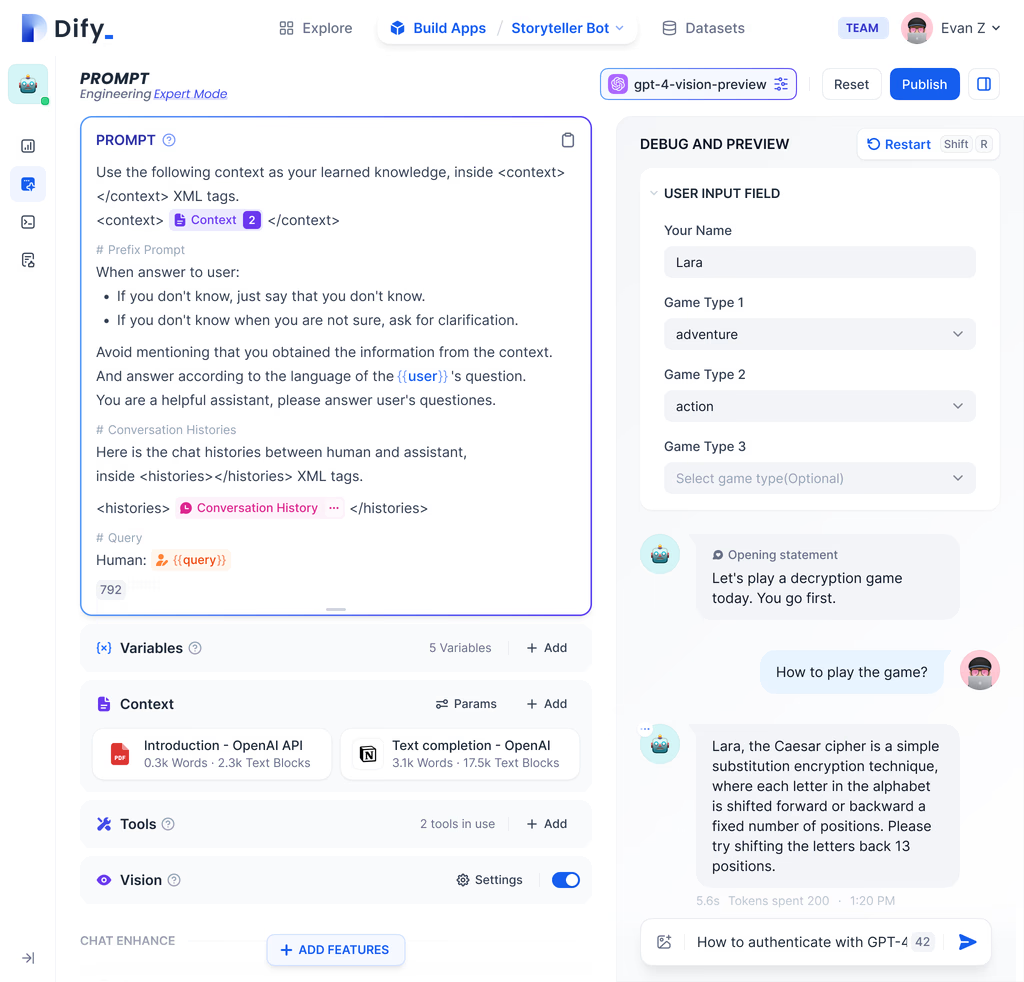 Dify_
Explore
Build Apps / Storyteller Bot
Datasets
TEAM
Evan Z
PROMPT
Engineering Expert Mode
gpt-4-vision-preview
Reset
Publish
PROMPT
Use the following context as your learned knowledge, inside <context>
</context> XML tags.
<context> Context 2 </context>
# Prefix Prompt
When answer to user:
• If you don't know, just say that you don't know.
• If you don't know when you are not sure, ask for clarification.
Avoid mentioning that you obtained the information from the context.
And answer according to the language of the {{user}} 's question.
You are a helpful assistant, please answer user's questiones.
# Conversation Histories
Here is the chat histories between human and assistant,
inside <histories></histories> XML tags.
<histories> Conversation History ••• </histories>
# Query
Human: {{query}}
792
{x} Variables
5 Variables
+ Add
Context
Params
+ Add
PDF
Introduction - OpenAI API
0.3k Words · 2.3k Text Blocks
Text completion - OpenAI
3.1k Words · 17.5k Text Blocks
Tools
2 tools in use
+ Add
Vision
Settings
CHAT ENHANCE
+ ADD FEATURES
DEBUG AND PREVIEW
Restart Shift R
USER INPUT FIELD
Your Name
Lara
Game Type 1
adventure
Game Type 2
action
Game Type 3
Select game type(Optional)
Opening statement
Let's play a decryption game
today. You go first.
How to play the game?
Lara, the Caesar cipher is a simple
substitution encryption technique,
where each letter in the alphabet
is shifted forward or backward a
fixed number of positions. Please
try shifting the letters back 13
positions.
5.6s Tokens spent 200 · 1:20 PM
How to authenticate with GPT-4
42